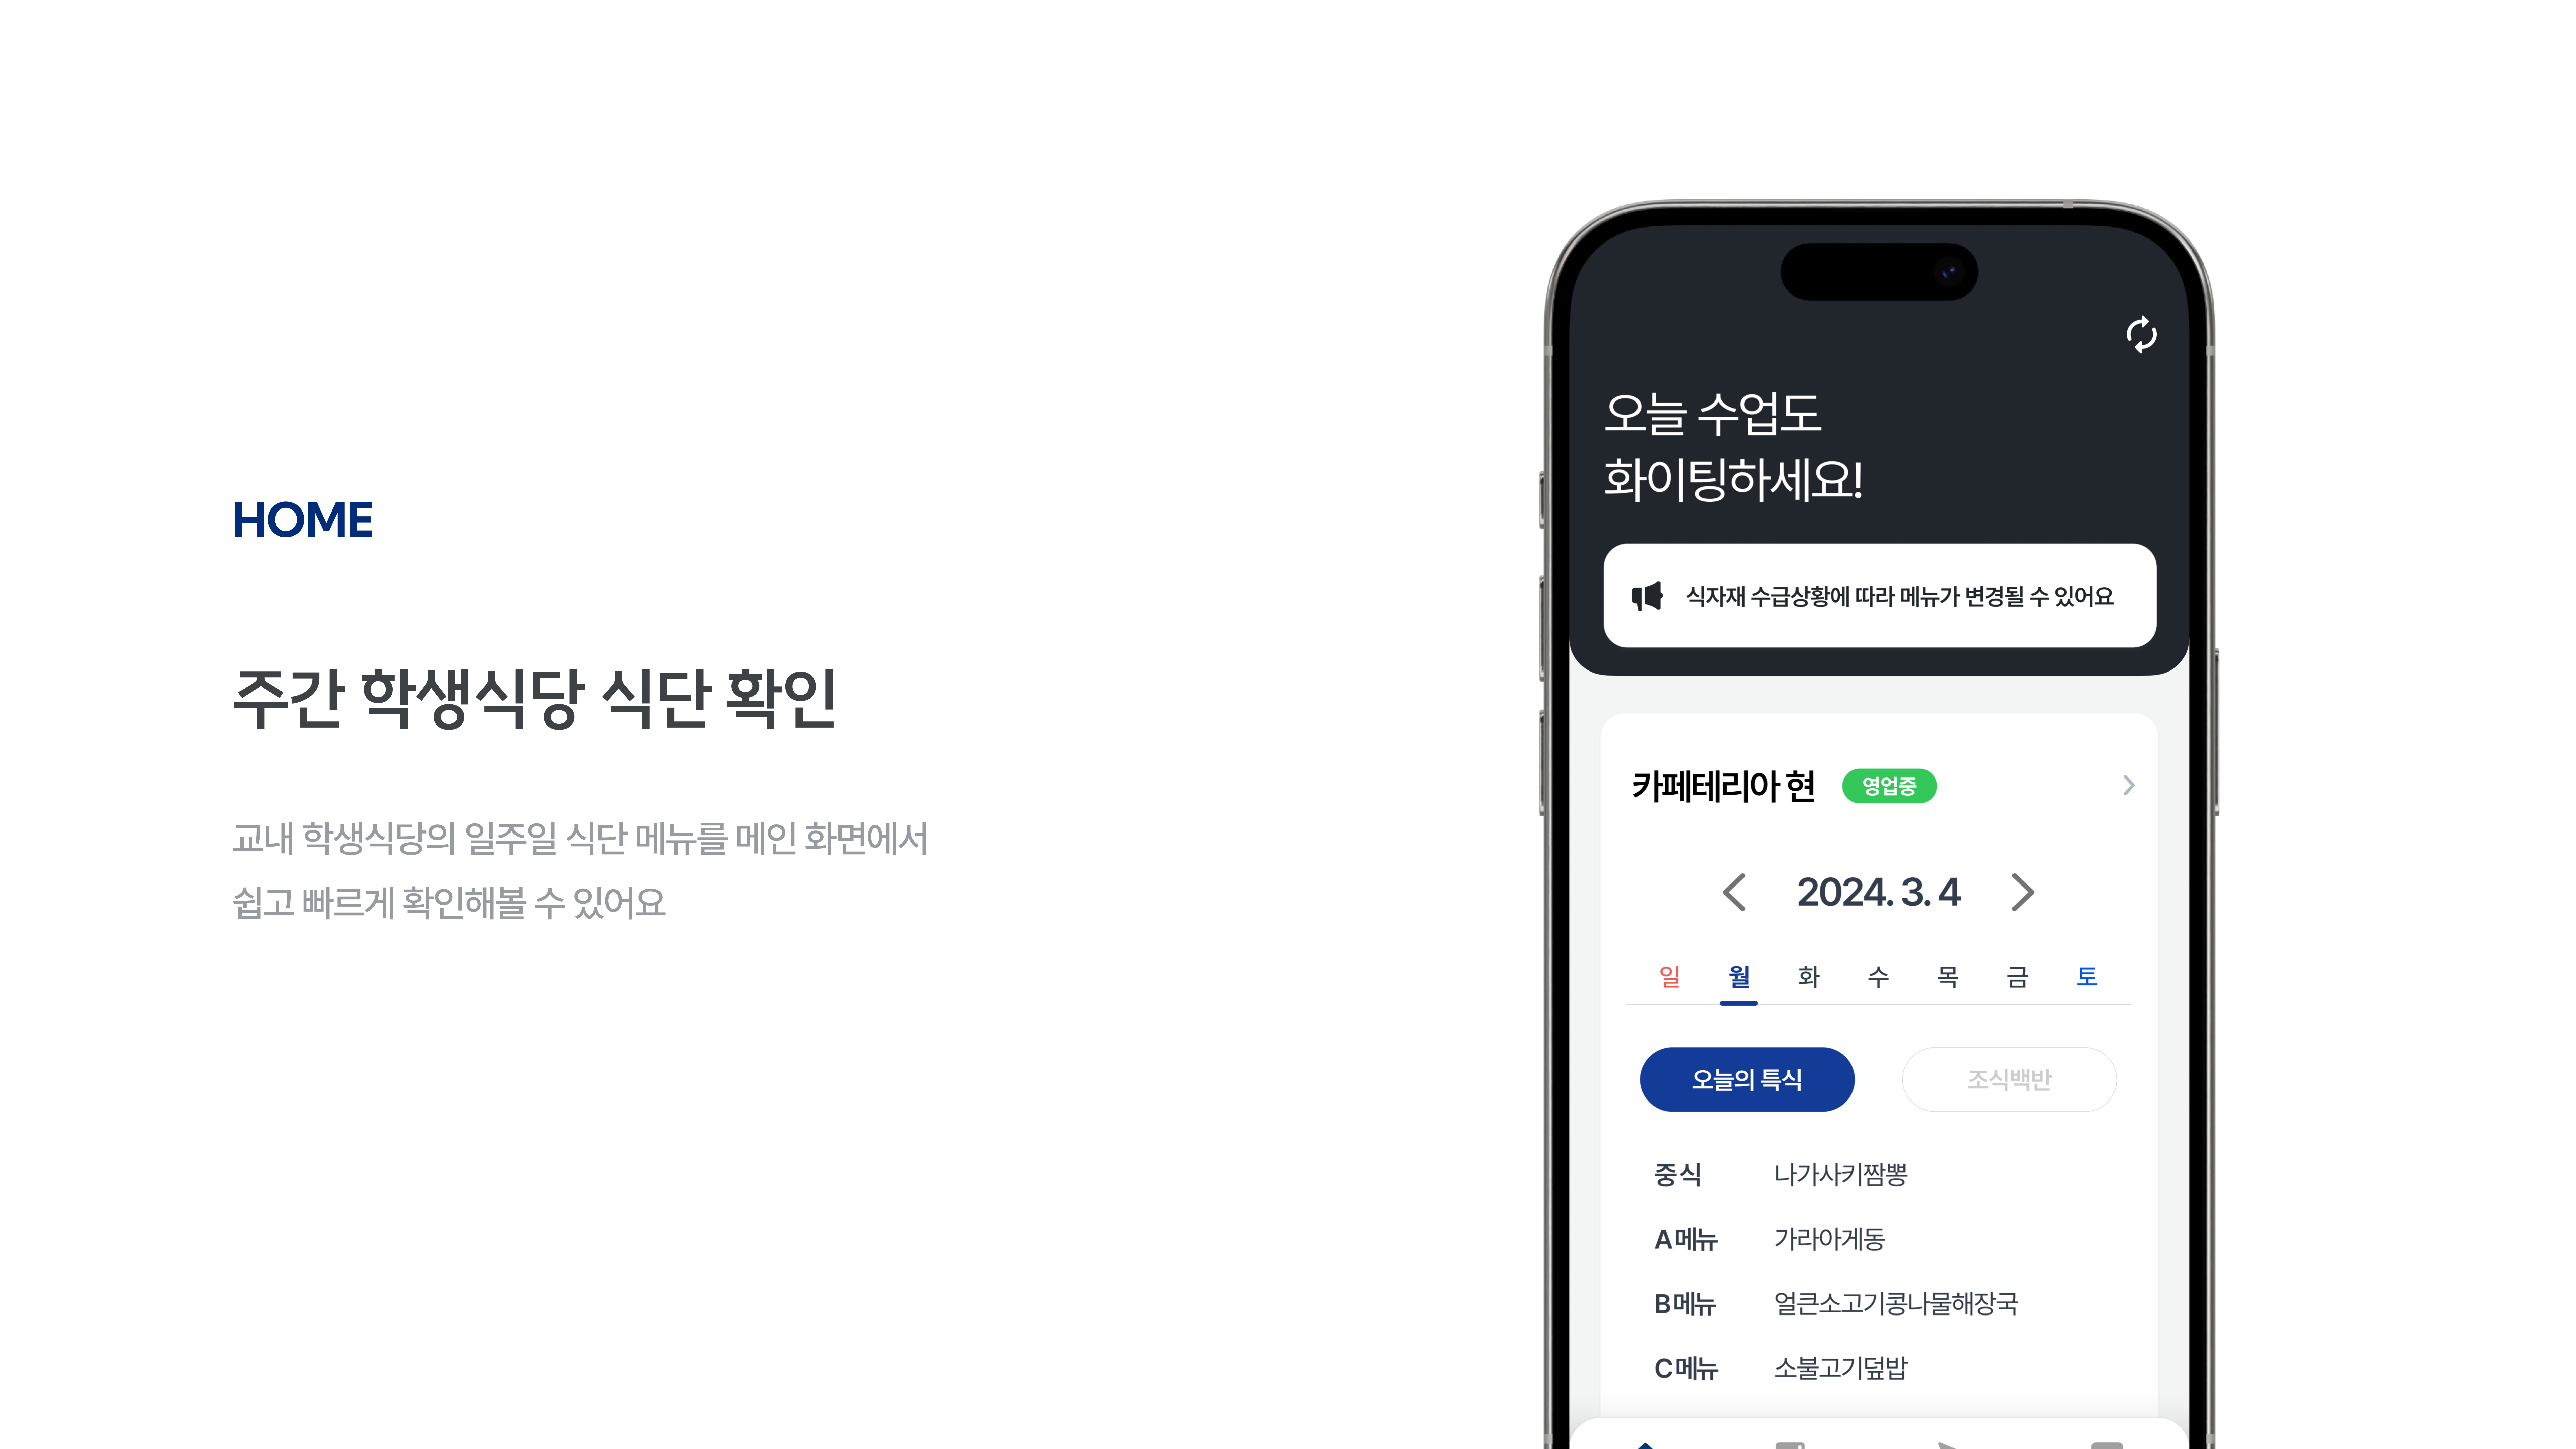 HOME
주간 학생식당 식단 확인
교내 학생식당의 일주일 식단 메뉴를 메인 화면에서
쉽고 빠르게 확인해볼 수 있어요
오늘 수업도
화이팅하세요!
식자재 수급상황에 따라 메뉴가 변경될 수 있어요
카페테리아 현 영업중
2024. 3. 4
일 월 화 수 목 금 토
오늘의 특식 조식백반
중식 나가사키짬뽕
A 메뉴 가라아게동
B 메뉴 얼큰소고기콩나물해장국
C 메뉴 소불고기덮밥